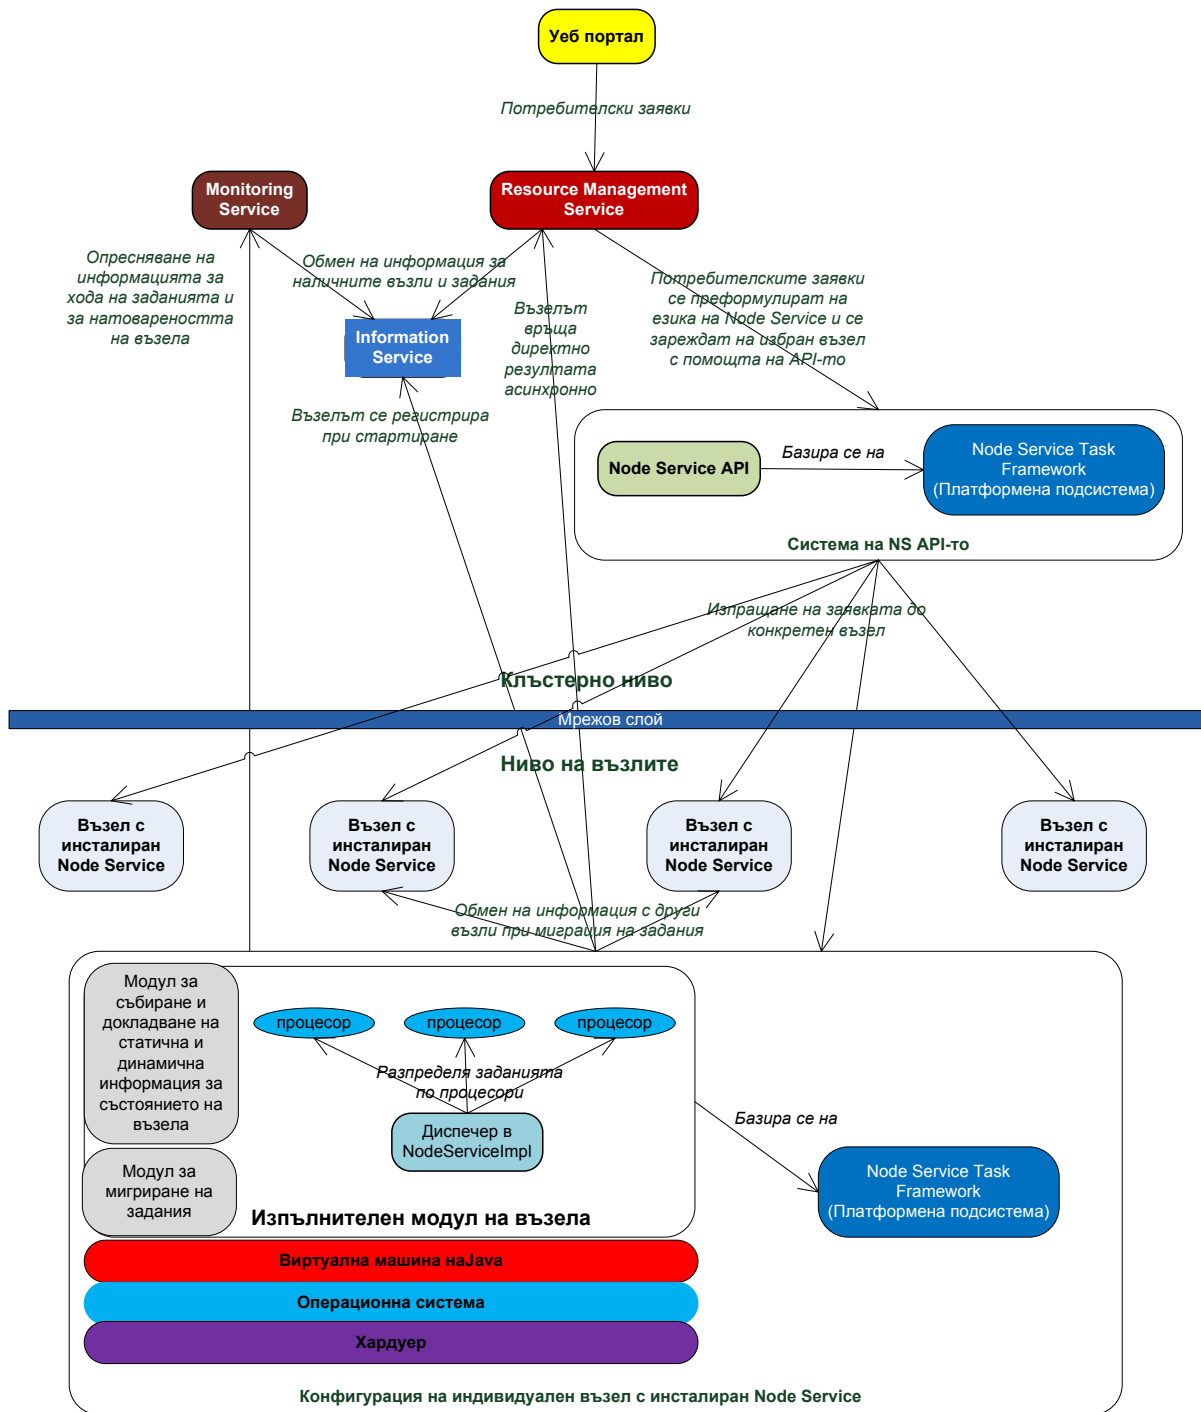 Уеб портал
Потребителски заявки
Monitoring
Service
Resource Management
Service
Опресняване на
информацията за
хода на заданията и
за натовареността
на възела
Обмен на информация за
наличните възли и задания
Information
Service
Възелът
връща
директно
резултата
асинхронно
Потребителските заявки
се преформулират на
езика на Node Service и се
зареждат на избран възел
с помощта на API-то
Възелът се регистрира
при стартиране
Node Service API
Базира се на
Node Service Task
Framework
(Платформена подсистема)
Система на NS API-то
Изпращане на заявката до
конкретен възел
Клъстерно ниво
Мрежов слой
Ниво на възлите
Възел с
инсталиран
Node Service
Възел с
инсталиран
Node Service
Възел с
инсталиран
Node Service
Възел с
инсталиран
Node Service
Обмен на информация с други
възли при миграция на задания
Модул за
събиране и
докладване на
статична и
динамична
информация за
състоянието на
възела
процесор
процесор
процесор
Разпределя заданията
по процесори
Диспечер в
NodeServiceImpl
Базира се на
Node Service Task
Framework
(Платформена подсистема)
Модул за
мигриране на
задания
Изпълнителен модул на възела
Виртуална машина наJava
Операционна система
Хардуер
Конфигурация на индивидуален възел с инсталиран Node Service